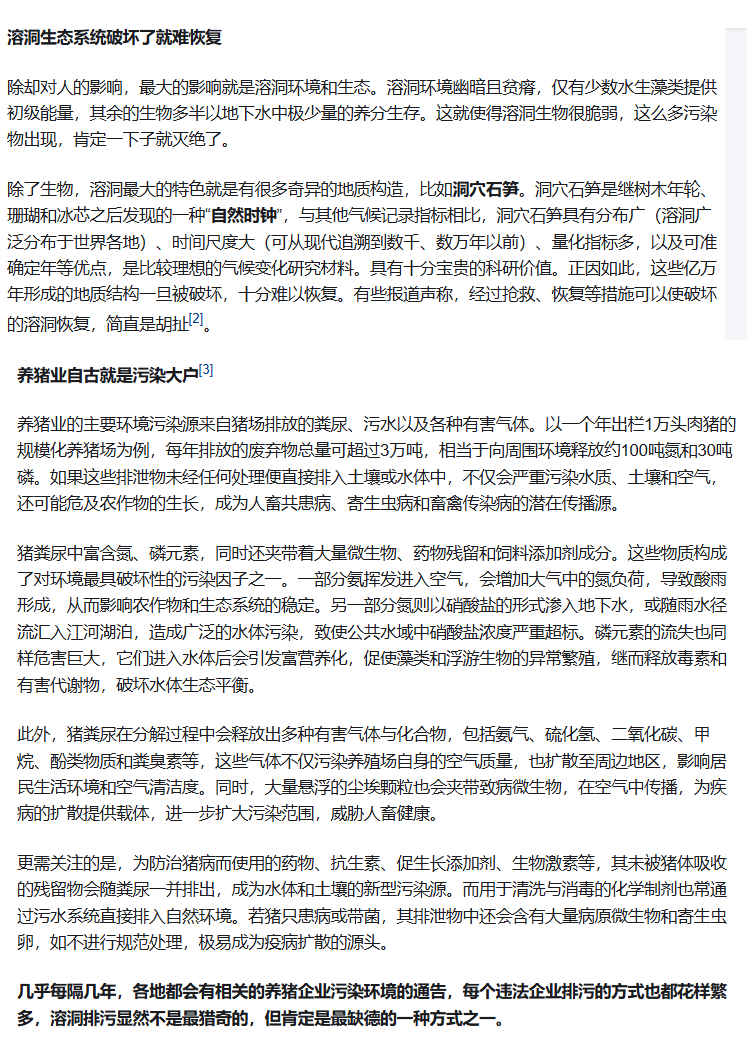 溶洞生态系统破坏了就难恢复
除却对人的影响，最大的影响就是溶洞环境和生态。溶洞环境幽暗且贫瘠，仅有少数水生藻类提供
初级能量，其余的生物多半以地下水中极少量的养分生存。这就使得溶洞生物很脆弱，这么多污染
物出现，肯定一下子就灭绝了。
除了生物，溶洞最大的特色就是有很多奇异的地质构造，比如洞穴石笋。洞穴石笋是继树木年轮、
珊瑚和冰芯之后发现的一种“自然时钟”，与其他气候记录指标相比，洞穴石笋具有分布广（溶洞广
泛分布于世界各地）、时间尺度大（可从现代追溯到数千、数万年以前）、量化指标多，以及可准
确定年等优点，是比较理想的气候变化研究材料。具有十分宝贵的科研价值。正因如此，这些亿万
年形成的地质结构一旦被破坏，十分难以恢复。有些报道声称，经过抢救、恢复等措施可以使破坏
的溶洞恢复，简直是胡扯[2]。
养猪业自古就是污染大户[3]
养猪业的主要环境污染源来自猪场排放的粪尿、污水以及各种有害气体。以一个年出栏1万头肉猪的
规模化养猪场为例，每年排放的废弃物总量可超过3万吨，相当于向周围环境释放约100吨氮和30吨
磷。如果这些排泄物未经任何处理便直接排入土壤或水体中，不仅会严重污染水质、土壤和空气，
还可能危及农作物的生长，成为人畜共患病、寄生虫病和畜禽传染病的潜在传播源。
猪粪尿中富含氮、磷元素，同时还夹带着大量微生物、药物残留和饲料添加剂成分。这些物质构成
了对环境最具破坏性的污染因子之一。一部分氨挥发进入空气，会增加大气中的氮负荷，导致酸雨
形成，从而影响农作物和生态系统的稳定。另一部分氮则以硝酸盐的形式渗入地下水，或随雨水径
流汇入江河湖泊，造成广泛的水体污染，致使公共水域中硝酸盐浓度严重超标。磷元素的流失也同
样危害巨大，它们进入水体后会引发富营养化，促使藻类和浮游生物的异常繁殖，继而释放毒素和
有害代谢物，破坏水体生态平衡。
此外，猪粪尿在分解过程中会释放出多种有害气体与化合物，包括氨气、硫化氢、二氧化碳、甲
烷、酚类物质和粪臭素等，这些气体不仅污染养殖场自身的空气质量，也扩散至周边地区，影响居
民生活环境和空气清洁度。同时，大量悬浮的尘埃颗粒也会夹带致病微生物，在空气中传播，为疾
病的扩散提供载体，进一步扩大污染范围，威胁人畜健康。
更需关注的是，为防治猪病而使用的药物、抗生素、促生长添加剂、生物激素等，其未被猪体吸收
的残留物会随粪尿一并排出，成为水体和土壤的新型污染源。而用于清洗与消毒的化学制剂也常通
过污水系统直接排入自然环境。若猪只患病或带菌，其排泄物中还会含有大量病原微生物和寄生虫
卵，如不进行规范处理，极易成为疫病扩散的源头。
几乎每隔几年，各地都会有相关的养猪企业污染环境的通告，每个违法企业排污的方式也都花样繁
多，溶洞排污显然不是最猎奇的，但肯定是最缺德的一种方式之一。